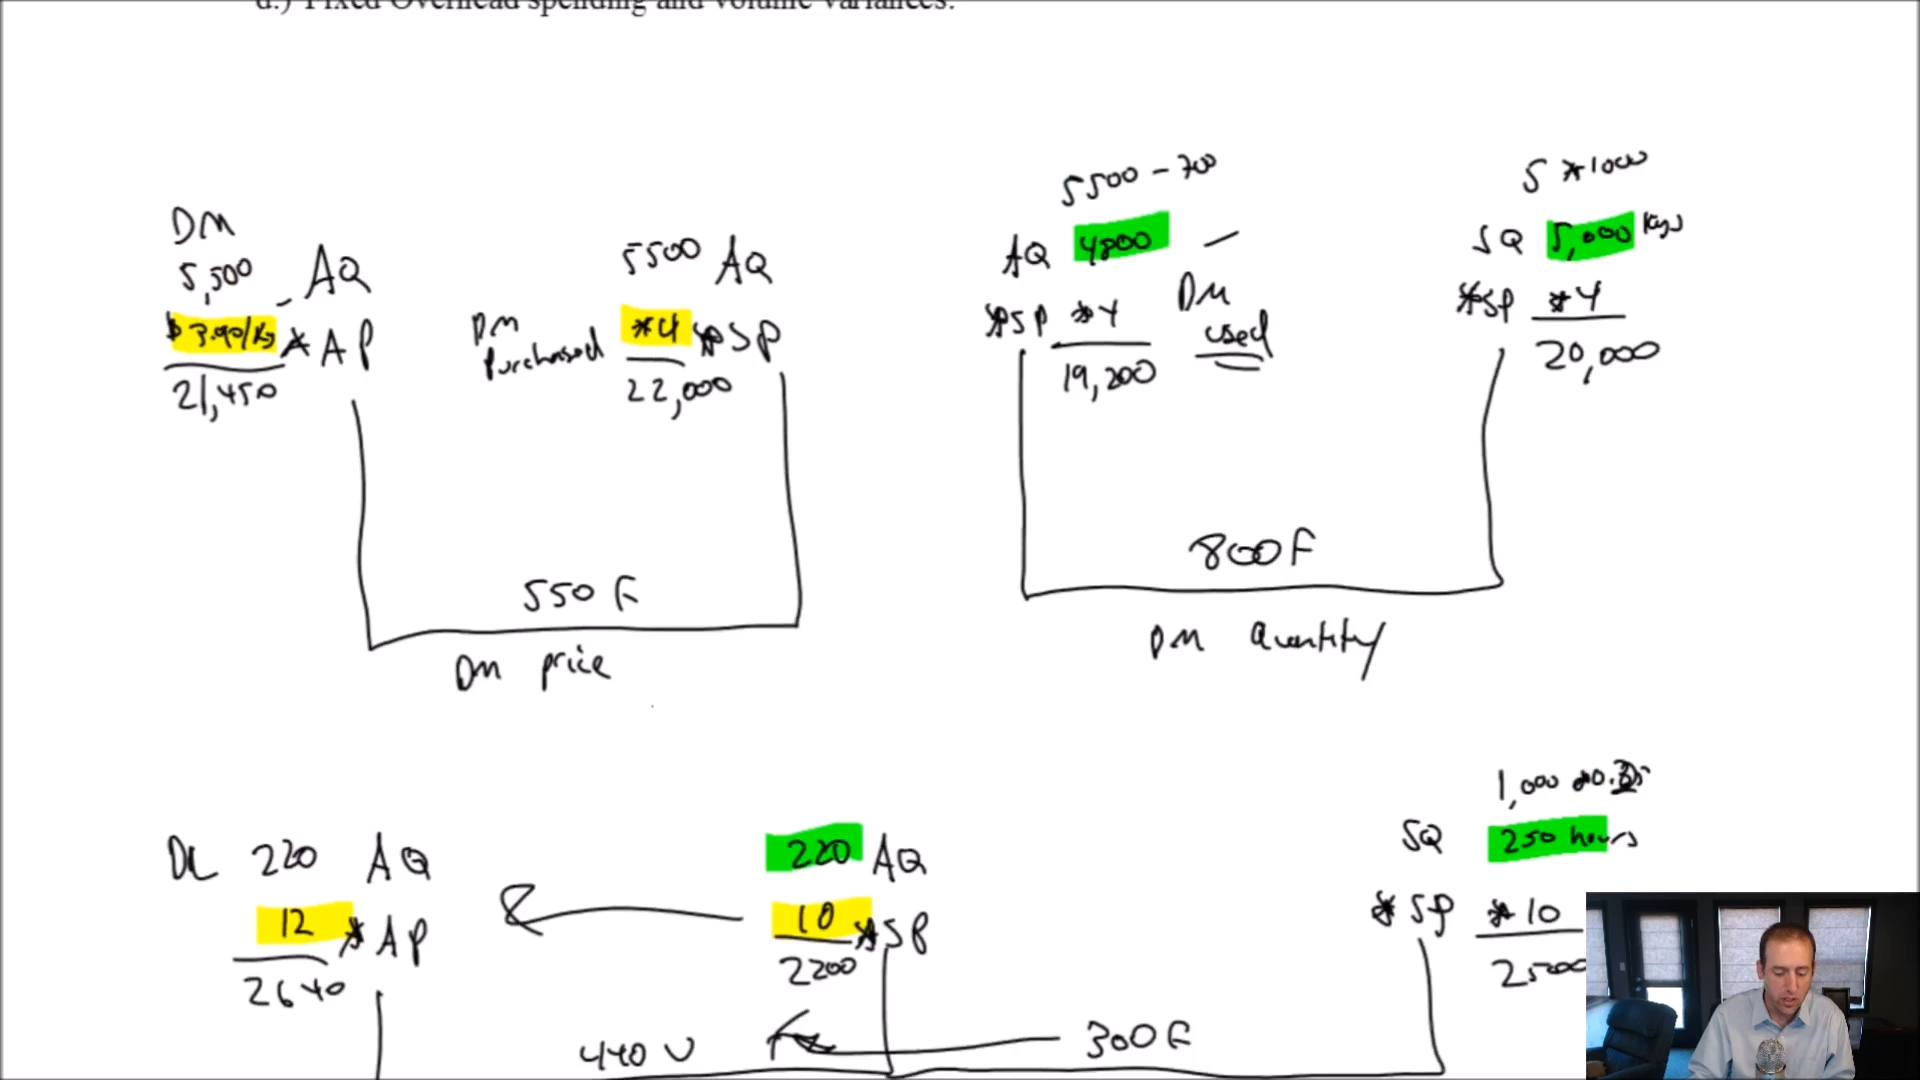 d.) Fixed Overhead spending and volume variances.
5500 - 700
5 * 1000
DM
5,500 AQ
$3.90/kg * AP
21,450
5500 AQ
DM Purchased *4 * SP
22,000
AQ 4800
*SP *4
19,200
DM used
SQ 5,000 kgs
*SP *4
20,000
550 F
DM price
800 F
DM Quantity
1,000
DL 220 AQ
12 * AP
2640
220 AQ
10 * SP
2200
SQ 250 hours
* SP * 10
2500
440 U
300 F